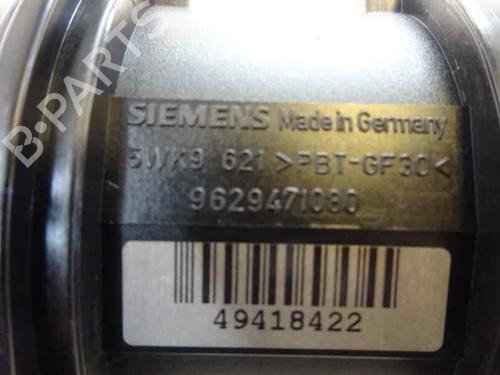 SIEMENS Made in Germany
5WK9 621 >PBT-GF30<
9629471080
49418422
B-PARTS